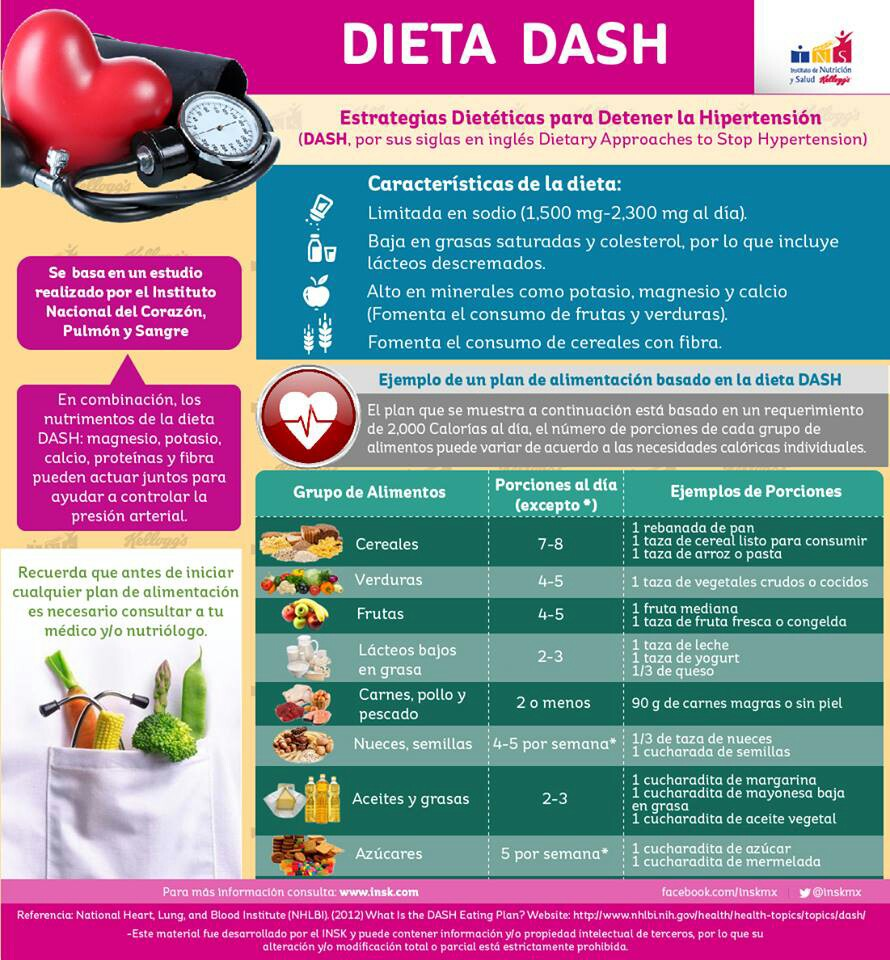 DIETA DASH
INS
Instituto de Nutrición
y Salud Kellogg's
Estrategias Dietéticas para Detener la Hipertensión
(DASH, por sus siglas en inglés Dietary Approaches to Stop Hypertension)
Características de la dieta:
Limitada en sodio (1,500 mg-2,300 mg al día).
Baja en grasas saturadas y colesterol, por lo que incluye
lácteos descremados.
Alto en minerales como potasio, magnesio y calcio
(Fomenta el consumo de frutas y verduras).
Fomenta el consumo de cereales con fibra.
Se basa en un estudio
realizado por el Instituto
Nacional del Corazón,
Pulmón y Sangre
En combinación, los
nutrimentos de la dieta
DASH: magnesio, potasio,
calcio, proteínas y fibra
pueden actuar juntos para
ayudar a controlar la
presión arterial.
Recuerda que antes de iniciar
cualquier plan de alimentación
es necesario consultar a tu
médico y/o nutriólogo.
Ejemplo de un plan de alimentación basado en la dieta DASH
El plan que se muestra a continuación está basado en un requerimiento
de 2,000 Calorías al día, el número de porciones de cada grupo de
alimentos puede variar de acuerdo a las necesidades calóricas individuales.
Grupo de Alimentos
Porciones al día
(excepto *)
Ejemplos de Porciones
Cereales
7-8
1 rebanada de pan
1 taza de cereal listo para consumir
1 taza de arroz o pasta
Verduras
4-5
1 taza de vegetales crudos o cocidos
Frutas
4-5
1 fruta mediana
1 taza de fruta fresca o congelda
Lácteos bajos
en grasa
2-3
1 taza de leche
1 taza de yogurt
1/3 de queso
Carnes, pollo y
pescado
2 o menos
90 g de carnes magras o sin piel
Nueces, semillas
4-5 por semana*
1/3 de taza de nueces
1 cucharada de semillas
Aceites y grasas
2-3
1 cucharadita de margarina
1 cucharadita de mayonesa baja
en grasa
1 cucharadita de aceite vegetal
Azúcares
5 por semana*
1 cucharadita de azúcar
1 cucharadita de mermelada
Para más información consulta: www.insk.com
facebook.com/inskmx
@inskmx
Referencia: National Heart, Lung, and Blood Institute (NHLBI). (2012) What Is the DASH Eating Plan? Website: http://www.nhlbi.nih.gov/health/health-topics/topics/dash/
-Este material fue desarrollado por el INSK y puede contener información y/o propiedad intelectual de terceros, por lo que su
alteración y/o modificación total o parcial está estrictamente prohibida.